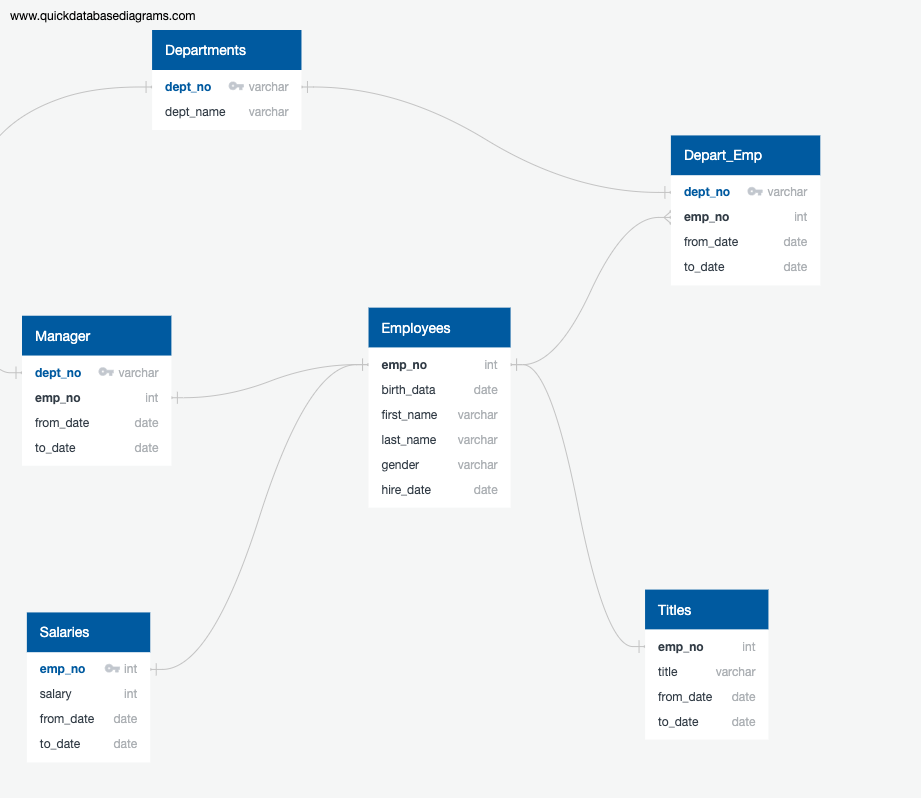 www.quickdatabasediagrams.com
Departments
dept_no varchar
dept_name varchar
Depart_Emp
dept_no varchar
emp_no int
from_date date
to_date date
Manager
dept_no varchar
emp_no int
from_date date
to_date date
Employees
emp_no int
birth_data date
first_name varchar
last_name varchar
gender varchar
hire_date date
Salaries
emp_no int
salary int
from_date date
to_date date
Titles
emp_no int
title varchar
from_date date
to_date date